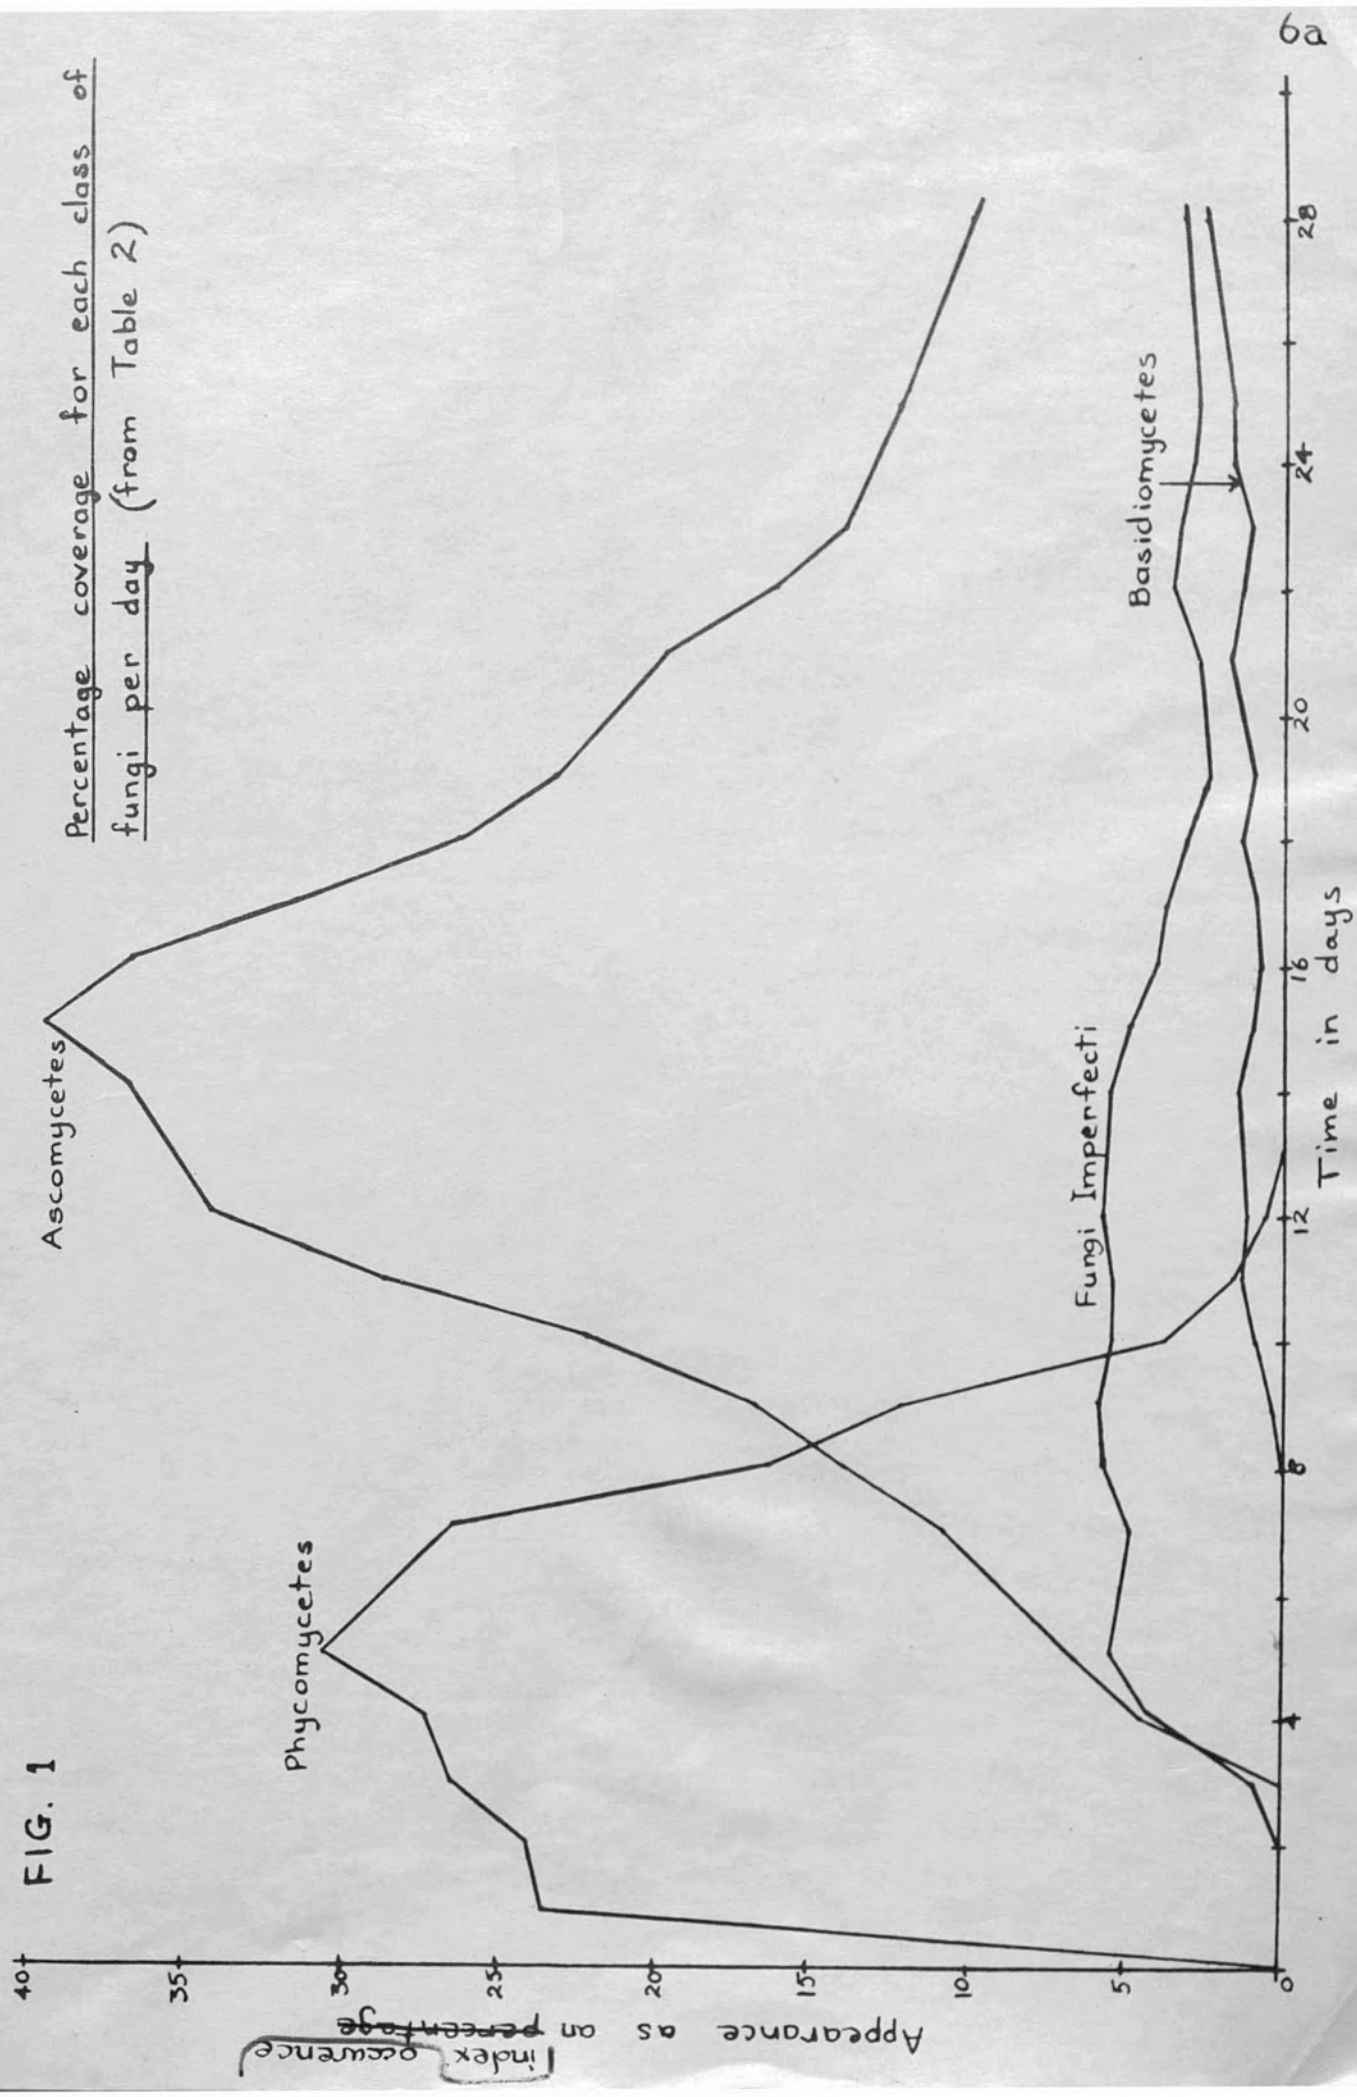 6a
FIG. 1
Percentage coverage for each class of
fungi per day (from Table 2)
Ascomycetes
Phycomycetes
Fungi Imperfecti
Basidiomycetes
40
35
30
25
20
15
10
5
0
4
8
12
16
20
24
28
Time in days
Appearance as an percentage
index occurence